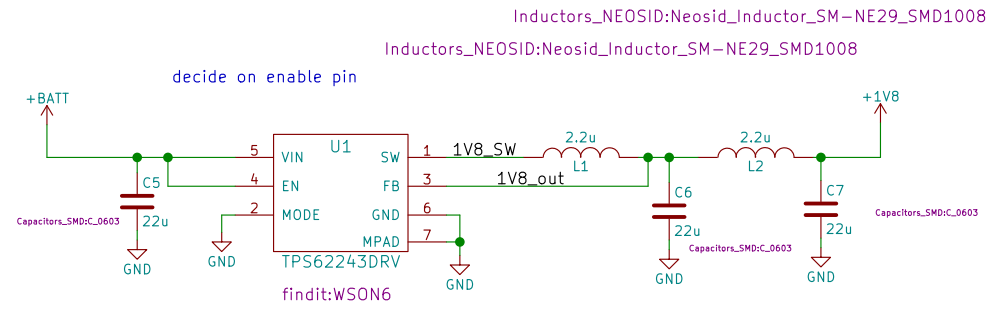 Inductors_NEOSID:Neosid_Inductor_SM-NE29_SMD1008
Inductors_NEOSID:Neosid_Inductor_SM-NE29_SMD1008
decide on enable pin
+BATT
+1V8
U1
5 VIN
4 EN
2 MODE
SW 1
FB 3
GND 6
MPAD 7
TPS62243DRV
findit:WSON6
1V8_SW
1V8_out
2.2u
L1
2.2u
L2
C5
22u
Capacitors_SMD:C_0603
GND
GND
GND
C6
22u
Capacitors_SMD:C_0603
GND
C7
22u
Capacitors_SMD:C_0603
GND